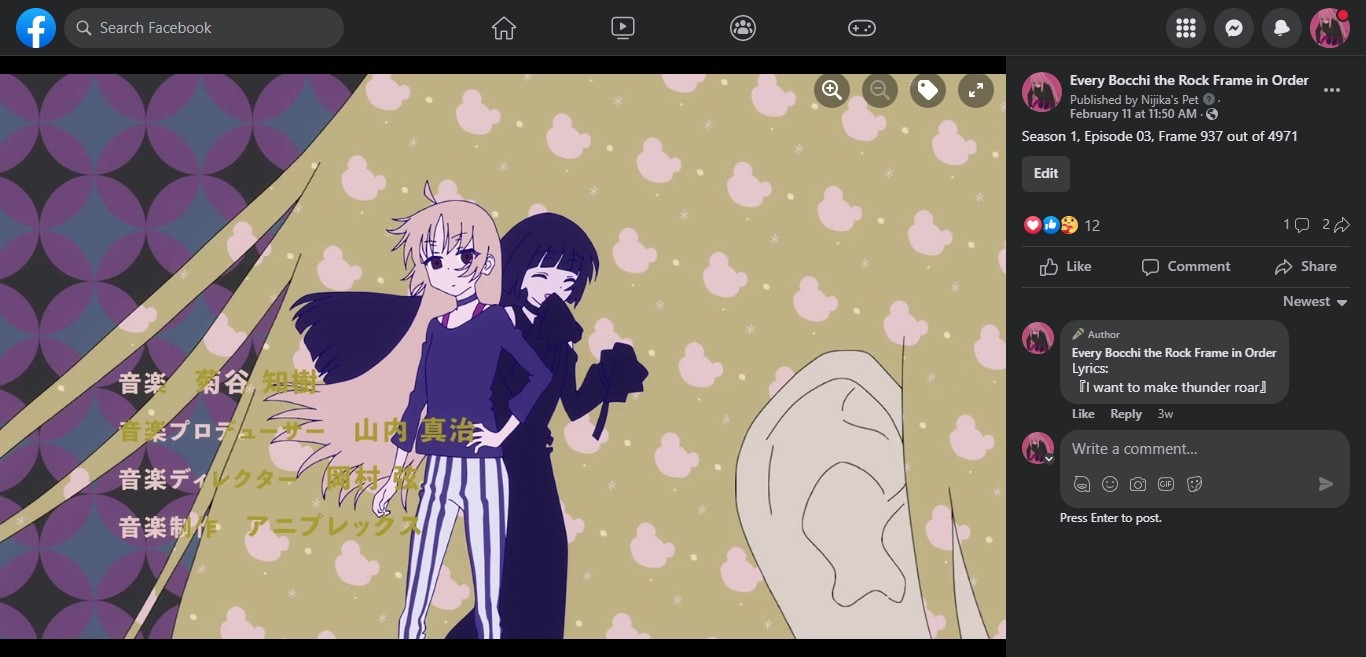 Search Facebook
音楽 菊谷 知樹
音楽プロデューサー 山内 真治
音楽ディレクター 岡村 弦
音楽制作 アニプレックス
Every Bocchi the Rock Frame in Order
Published by Nijika's Pet ·
February 11 at 11:50 AM ·
Season 1, Episode 03, Frame 937 out of 4971
Edit
12
1
2
Like
Comment
Share
Newest
Author
Every Bocchi the Rock Frame in Order
Lyrics:
『I want to make thunder roar』
Like Reply 3w
Write a comment...
GIF
Press Enter to post.